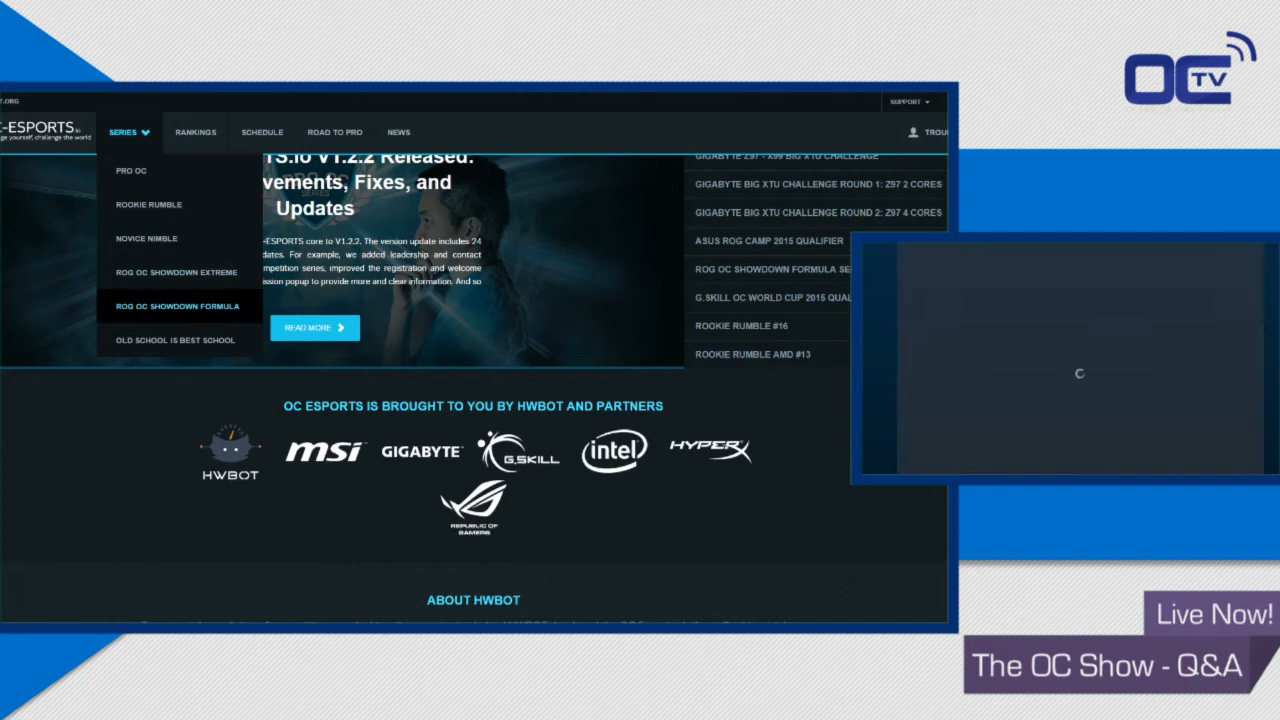 OC TV
T.ORG
SUPPORT
C-ESPORTS.io
ge yourself, challenge the world
SERIES
RANKINGS
SCHEDULE
ROAD TO PRO
NEWS
TROU
PRO OC
ROOKIE RUMBLE
NOVICE NIMBLE
ROG OC SHOWDOWN EXTREME
ROG OC SHOWDOWN FORMULA
OLD SCHOOL IS BEST SCHOOL
TS.io V1.2.2 Released:
vements, Fixes, and
Updates
-ESPORTS core to V1.2.2. The version update includes 24
dates. For example, we added leadership and contact
mpetition series, improved the registration and welcome
ssion popup to provide more and clear information. And so
READ MORE
GIGABYTE Z97 - X99 BIG XTU CHALLENGE
GIGABYTE BIG XTU CHALLENGE ROUND 1: Z97 2 CORES
GIGABYTE BIG XTU CHALLENGE ROUND 2: Z97 4 CORES
ASUS ROG CAMP 2015 QUALIFIER
ROG OC SHOWDOWN FORMULA SE
G.SKILL OC WORLD CUP 2015 QUAL
ROOKIE RUMBLE #16
ROOKIE RUMBLE AMD #13
OC ESPORTS IS BROUGHT TO YOU BY HWBOT AND PARTNERS
HWBOT
msi
GIGABYTE
G.SKILL
intel
HYPERX
REPUBLIC OF
GAMERS
ABOUT HWBOT
Live Now!
The OC Show - Q&A